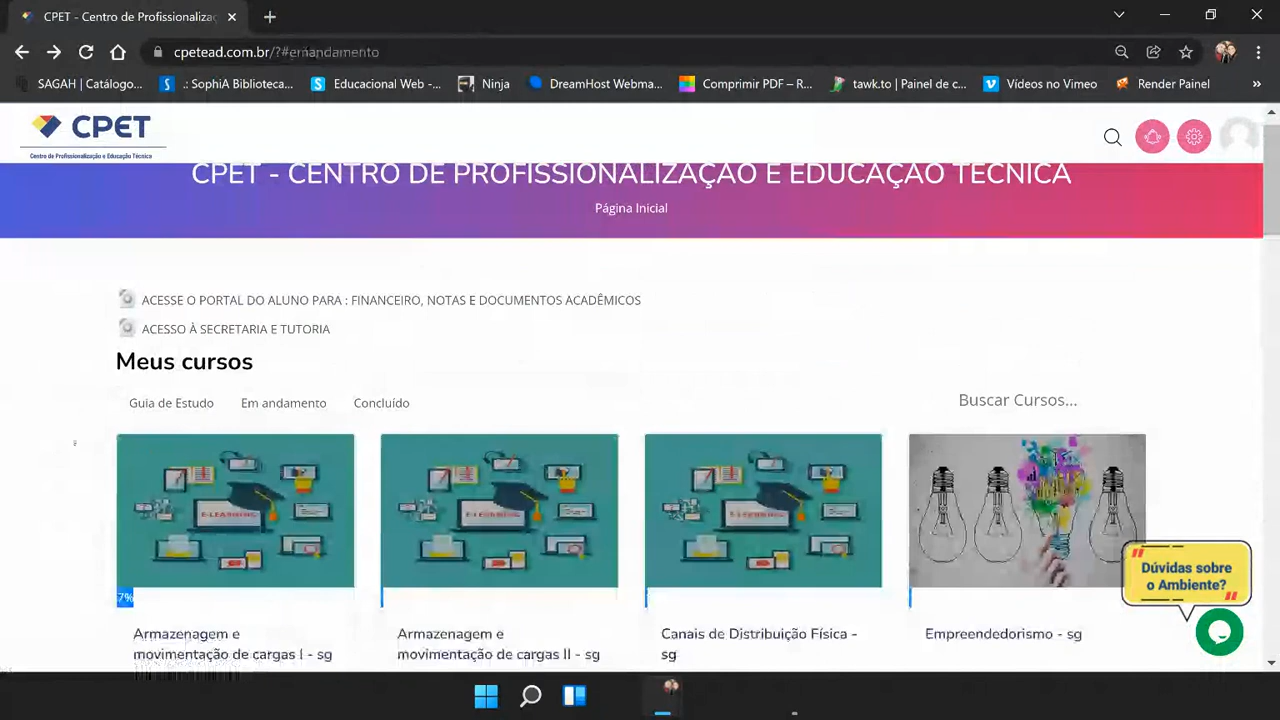 CPET - Centro de Profissionalizaç
cpetead.com.br/?#emandamento
SAGAH | Catálogo...
.: SophiA Biblioteca...
Educacional Web -...
Ninja
DreamHost Webma...
Comprimir PDF – R...
tawk.to | Painel de c...
Vídeos no Vimeo
Render Panel
»
CPET
Centro de Profissionalização e Educação Técnica
CPET - CENTRO DE PROFISSIONALIZAÇÃO E EDUCAÇÃO TÉCNICA
Página Inicial
ACESSE O PORTAL DO ALUNO PARA : FINANCEIRO, NOTAS E DOCUMENTOS ACADÊMICOS
ACESSO À SECRETARIA E TUTORIA
Meus cursos
Guia de Estudo
Em andamento
Concluído
Buscar Cursos...
E-LEARNING
E-LEARNING
E-LEARNING
7%
Dúvidas sobre
o Ambiente?
Armazenagem e
movimentação de cargas I - sg
Armazenagem e
movimentação de cargas II - sg
Canais de Distribuição Física -
sg
Empreendedorismo - sg